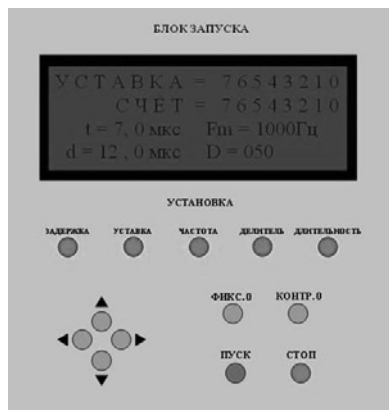 БЛОК ЗАПУСКА
УСТАВКА = 76543210
СЧЁТ = 76543210
t = 7,0 мкс Fm = 1000Гц
d = 12,0 мкс D = 050
УСТАНОВКА
ЗАДЕРЖКА УСТАВКА ЧАСТОТА ДЕЛИТЕЛЬ ДЛИТЕЛЬНОСТЬ
ФИКС.0 КОНТР.0
ПУСК СТОП